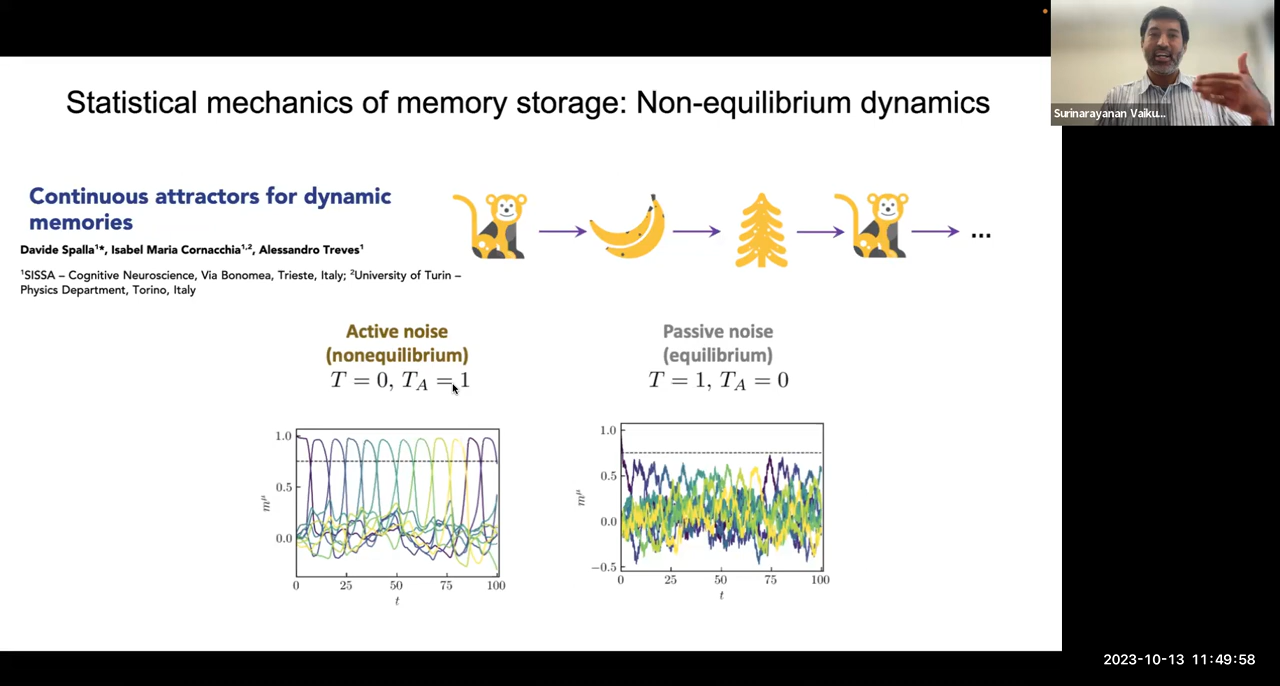 Statistical mechanics of memory storage: Non-equilibrium dynamics
Surinarayanan Vaiku...
Continuous attractors for dynamic
memories
Davide Spalla¹*, Isabel Maria Cornacchia¹,², Alessandro Treves¹
¹SISSA – Cognitive Neuroscience, Via Bonomea, Trieste, Italy; ²University of Turin –
Physics Department, Torino, Italy
...
Active noise
(nonequilibrium)
T = 0, T_A = 1
Passive noise
(equilibrium)
T = 1, T_A = 0
1.0
0.5
0.0
m^μ
0 25 50 75 100
t
1.0
0.5
0.0
−0.5
m^μ
0 25 50 75 100
t
2023-10-13 11:49:58